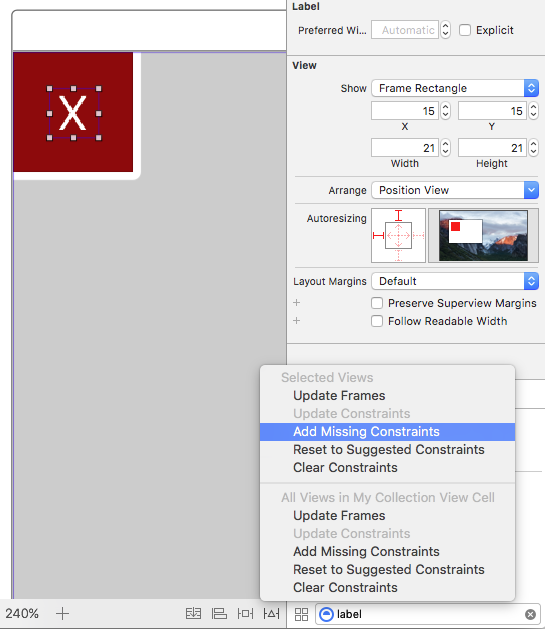 Label
Preferred Wi... Automatic Explicit
View
Show Frame Rectangle
15 15
X Y
21 21
Width Height
Arrange Position View
Autoresizing
Layout Margins Default
+ Preserve Superview Margins
+ Follow Readable Width
X
Selected Views
Update Frames
Update Constraints
Add Missing Constraints
Reset to Suggested Constraints
Clear Constraints
All Views in My Collection View Cell
Update Frames
Update Constraints
Add Missing Constraints
Reset to Suggested Constraints
Clear Constraints
240% + label